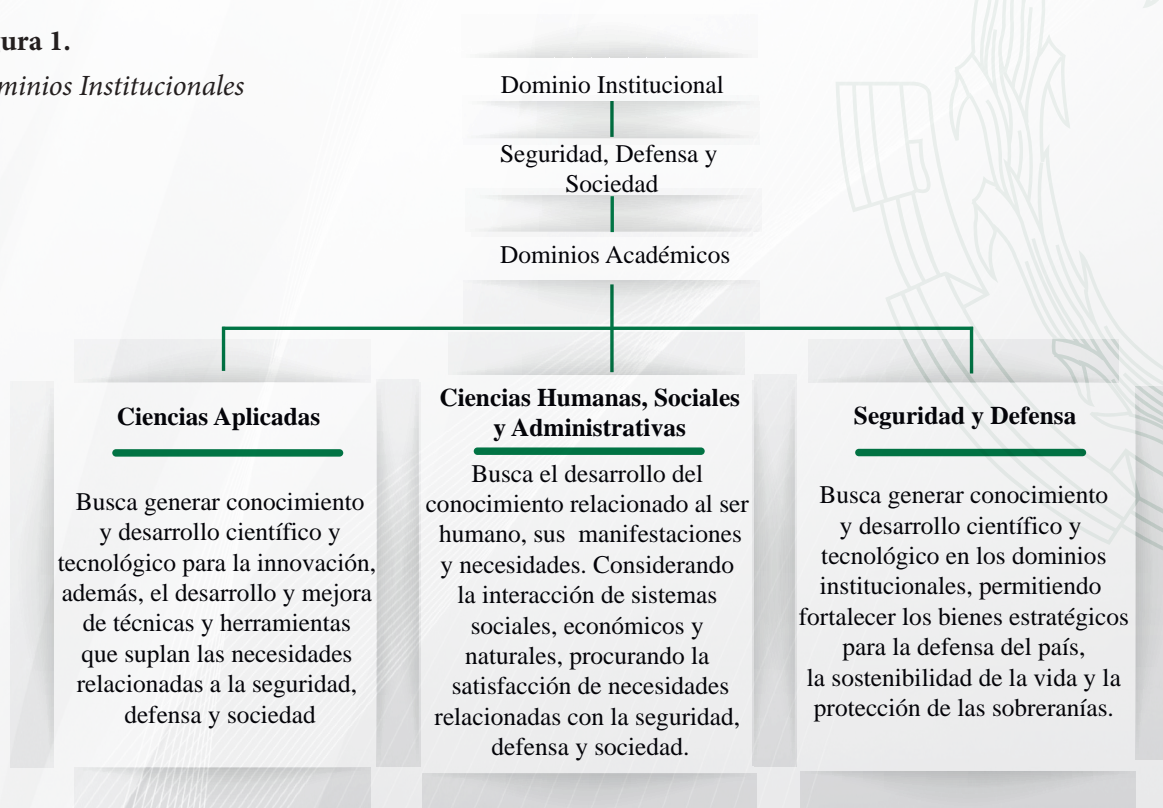 ura 1.
minios Institucionales
Dominio Institucional
Seguridad, Defensa y
Sociedad
Dominios Académicos
Ciencias Aplicadas
Busca generar conocimiento
y desarrollo científico y
tecnológico para la innovación,
además, el desarrollo y mejora
de técnicas y herramientas
que suplan las necesidades
relacionadas a la seguridad,
defensa y sociedad
Ciencias Humanas, Sociales
y Administrativas
Busca el desarrollo del
conocimiento relacionado al ser
humano, sus manifestaciones
y necesidades. Considerando
la interacción de sistemas
sociales, económicos y
naturales, procurando la
satisfacción de necesidades
relacionadas con la seguridad,
defensa y sociedad.
Seguridad y Defensa
Busca generar conocimiento
y desarrollo científico y
tecnológico en los dominios
institucionales, permitiendo
fortalecer los bienes estratégicos
para la defensa del país,
la sostenibilidad de la vida y la
protección de las sobreranías.